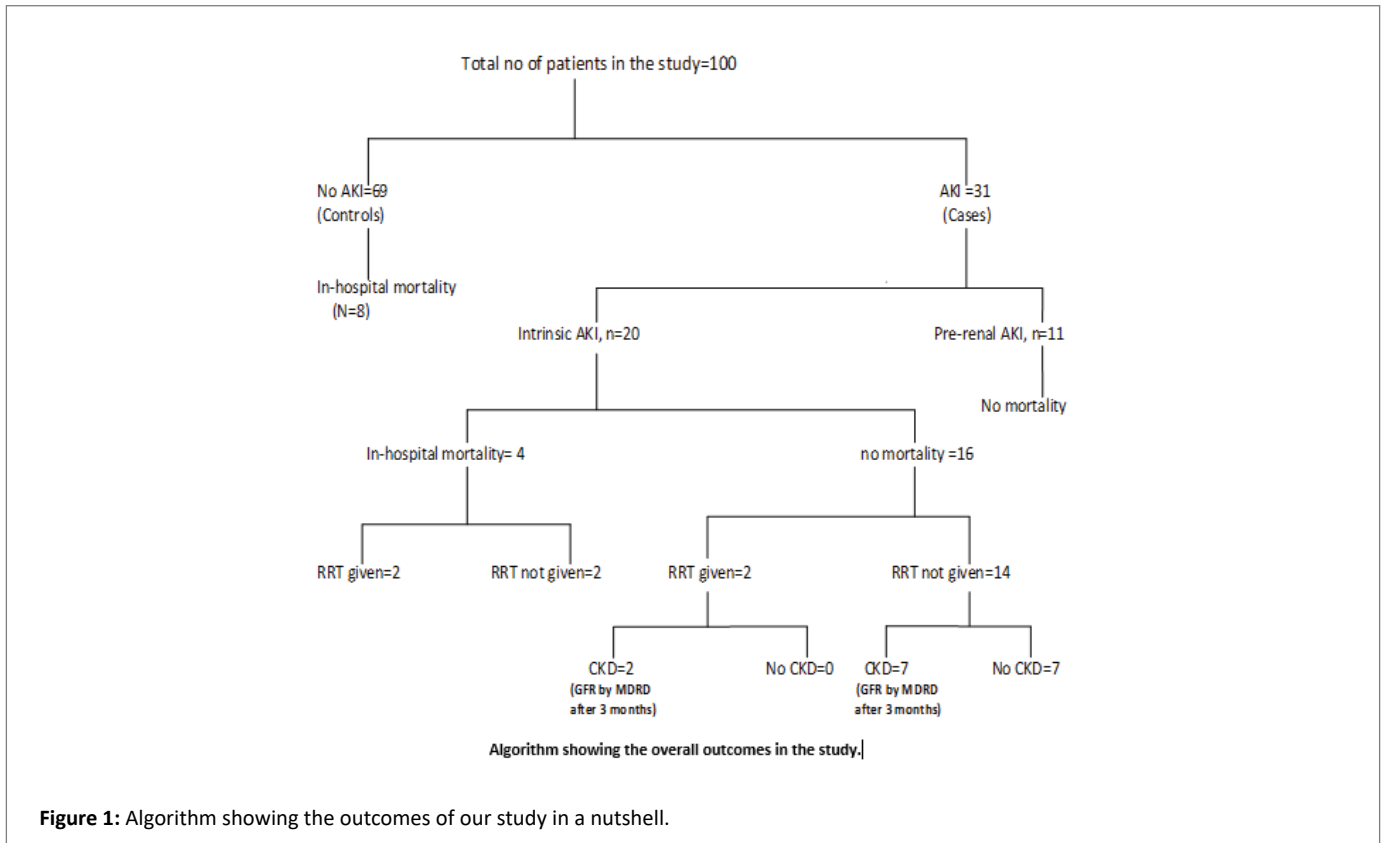 Total no of patients in the study=100
No AKI=69
(Controls)
AKI =31
(Cases)
In-hospital mortality
(N=8)
Intrinsic AKI, n=20
Pre-renal AKI, n=11
No mortality
In-hospital mortality= 4
no mortality =16
RRT given=2
RRT not given=2
RRT given=2
RRT not given=14
CKD=2
(GFR by MDRD
after 3 months)
No CKD=0
CKD=7
(GFR by MDRD
after 3 months)
No CKD=7
Algorithm showing the overall outcomes in the study.
Figure 1: Algorithm showing the outcomes of our study in a nutshell.